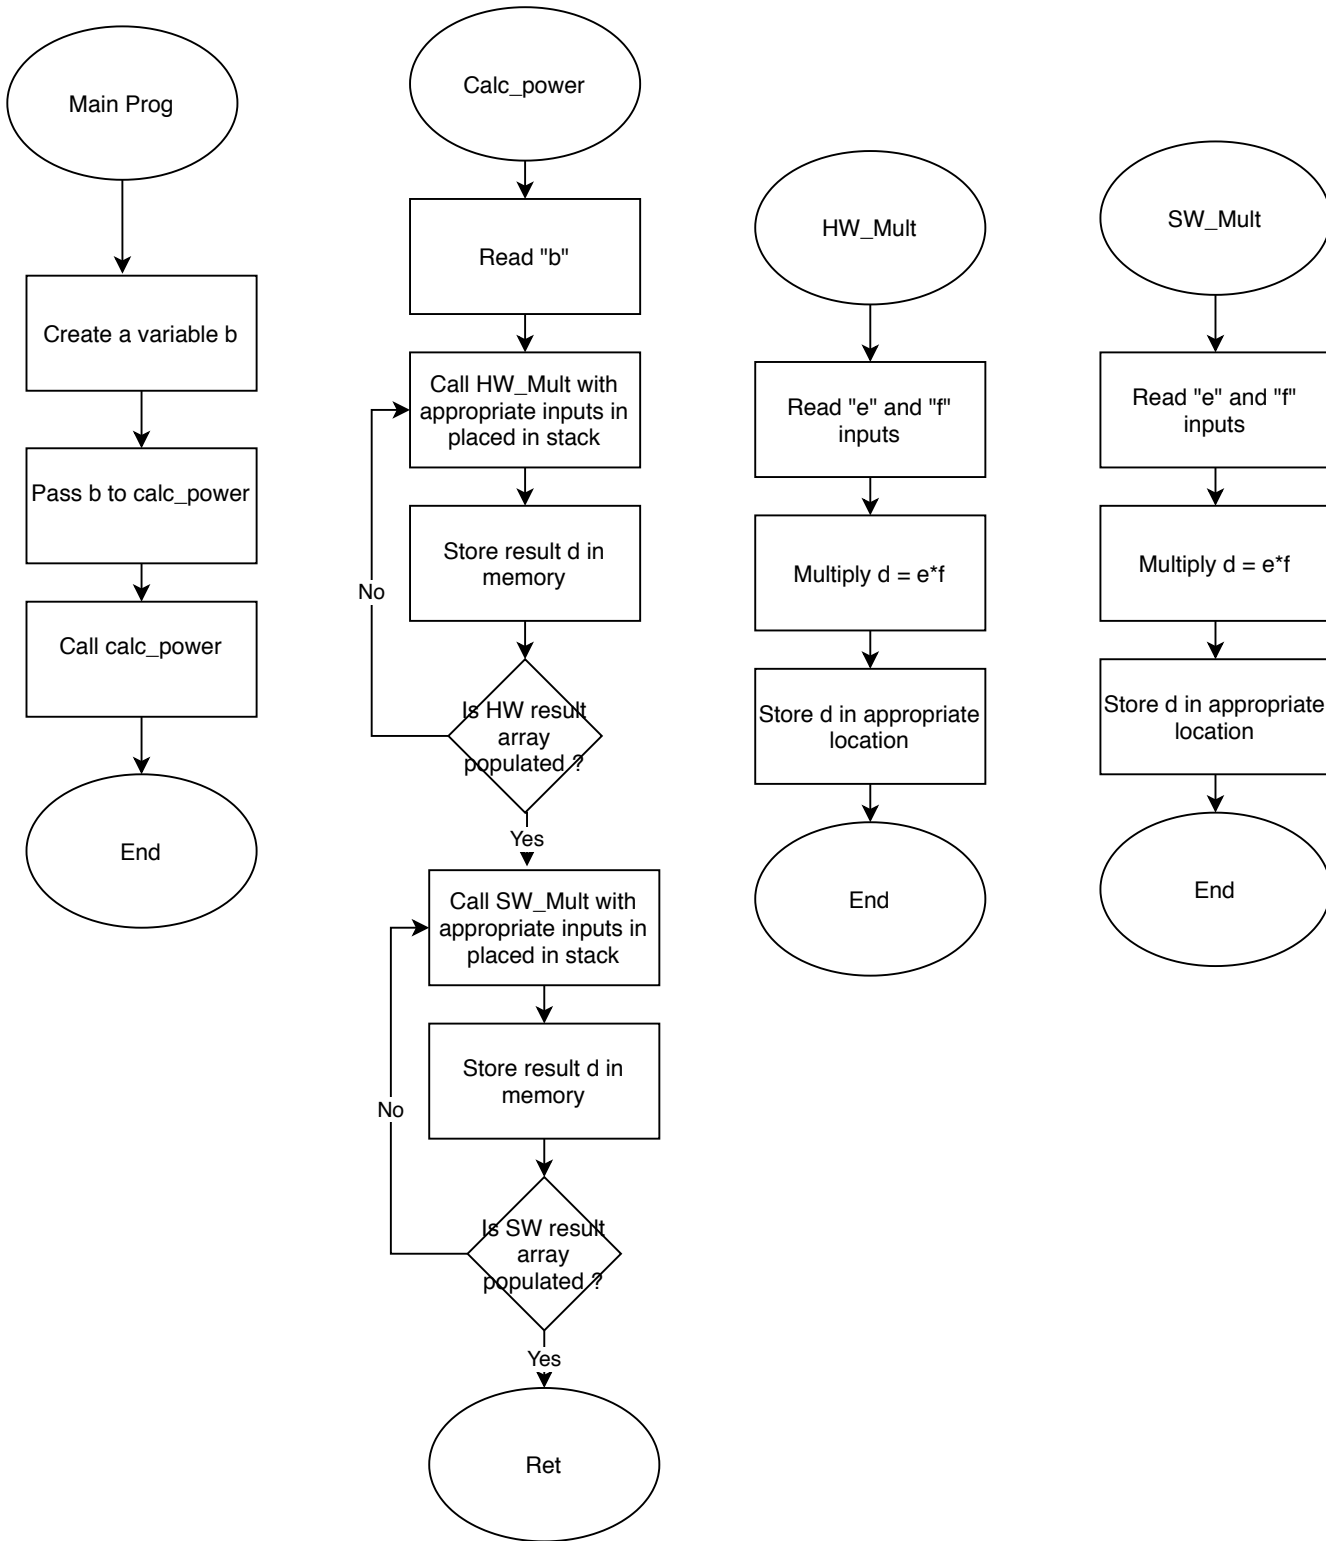 Main Prog
Create a variable b
Pass b to calc_power
Call calc_power
End
Calc_power
Read "b"
Call HW_Mult with
appropriate inputs in
placed in stack
Store result d in
memory
No
Is HW result
array
populated ?
Yes
Call SW_Mult with
appropriate inputs in
placed in stack
Store result d in
memory
No
Is SW result
array
populated ?
Yes
Ret
HW_Mult
Read "e" and "f"
inputs
Multiply d = e*f
Store d in appropriate
location
End
SW_Mult
Read "e" and "f"
inputs
Multiply d = e*f
Store d in appropriate
location
End